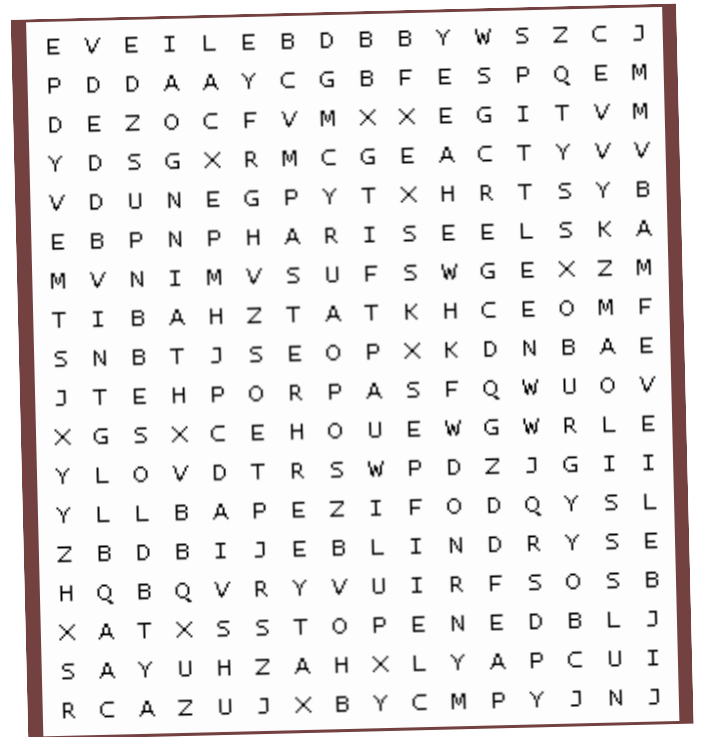 E V E I L E B D B B Y W S Z C J
P D D A A Y C G B F E S P Q E M
D E Z O C F V M X X E G I T V M
Y D S G X R M C G E A C T Y V V
V D U N E G P Y T X H R T S Y B
E B P N P H A R I S E E L S K A
M V N I M V S U F S W G E X Z M
T I B A H Z T A T K H C E O M F
S N B T J S E O P X K D N B A E
J T E H P O R P A S F Q W U O V
X G S X C E H O U E W G W R L E
Y L O V D T R S W P D Z J G I I
Y L L B A P E Z I F O D Q Y S L
Z B D B I J E B L I N D R Y S E
H Q B Q V R Y V U I R F S O S B
X A T X S S T O P E N E D B L J
S A Y U H Z A H X L Y A P C U I
R C A Z U J X B Y C M P Y J N J